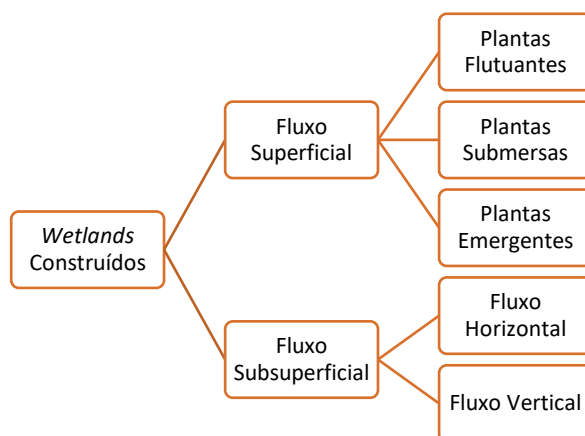 Wetlands
Construídos
Fluxo
Superficial
Plantas
Flutuantes
Plantas
Submersas
Plantas
Emergentes
Fluxo
Subsuperficial
Fluxo
Horizontal
Fluxo Vertical